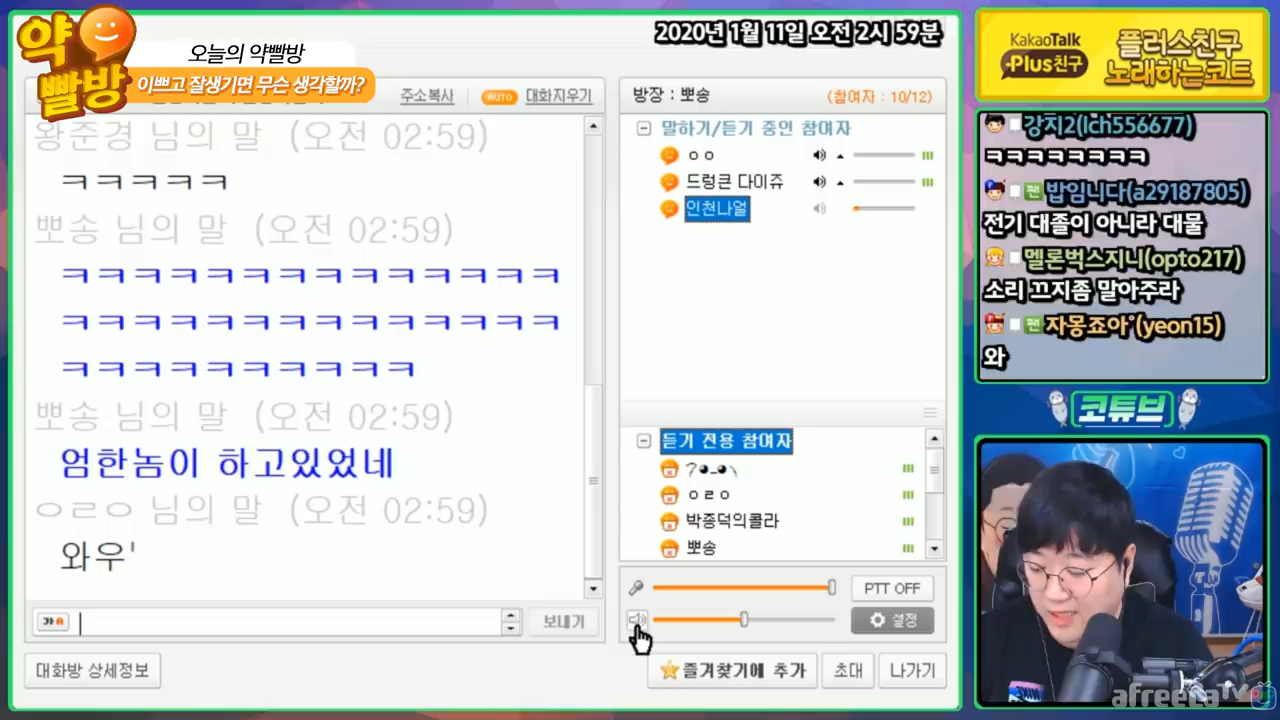 약빨방
오늘의 약빨방
이쁘고 잘생기면 무슨 생각할까?
2020년 1월 11일 오전 2시 59분
주소복사
AUTO 대화지우기
왕준경 님의 말 (오전 02:59)
ㅋㅋㅋㅋㅋ
뽀송 님의 말 (오전 02:59)
ㅋㅋㅋㅋㅋㅋㅋㅋㅋㅋㅋㅋㅋㅋ
ㅋㅋㅋㅋㅋㅋㅋㅋㅋㅋㅋㅋㅋㅋ
ㅋㅋㅋㅋㅋㅋㅋㅋㅋㅋ
뽀송 님의 말 (오전 02:59)
엄한놈이 하고있었네
ㅇㄹㅇ 님의 말 (오전 02:59)
와우'
가A
보내기
대화방 상세정보
방장 : 뽀송 (참여자 : 10/12)
말하기/듣기 중인 참여자
ㅇㅇ
드렁큰 다이쥬
인천나얼
듣기 전용 참여자
?◕_◕ヽ
ㅇㄹㅇ
박종덕의콜라
뽀송
PTT OFF
설정
즐겨찾기에 추가
초대
나가기
KakaoTalk
Plus친구
플러스친구
노래하는코트
강치2(lch556677)
ㅋㅋㅋㅋㅋㅋㅋㅋ
팬 밥임니다(a29187805)
전기 대졸이 아니라 대물
멜론벅스지니(opto217)
소리 끄지좀 말아주라
팬 자몽죠아°(yeon15)
와
코튜브
afreecaTV